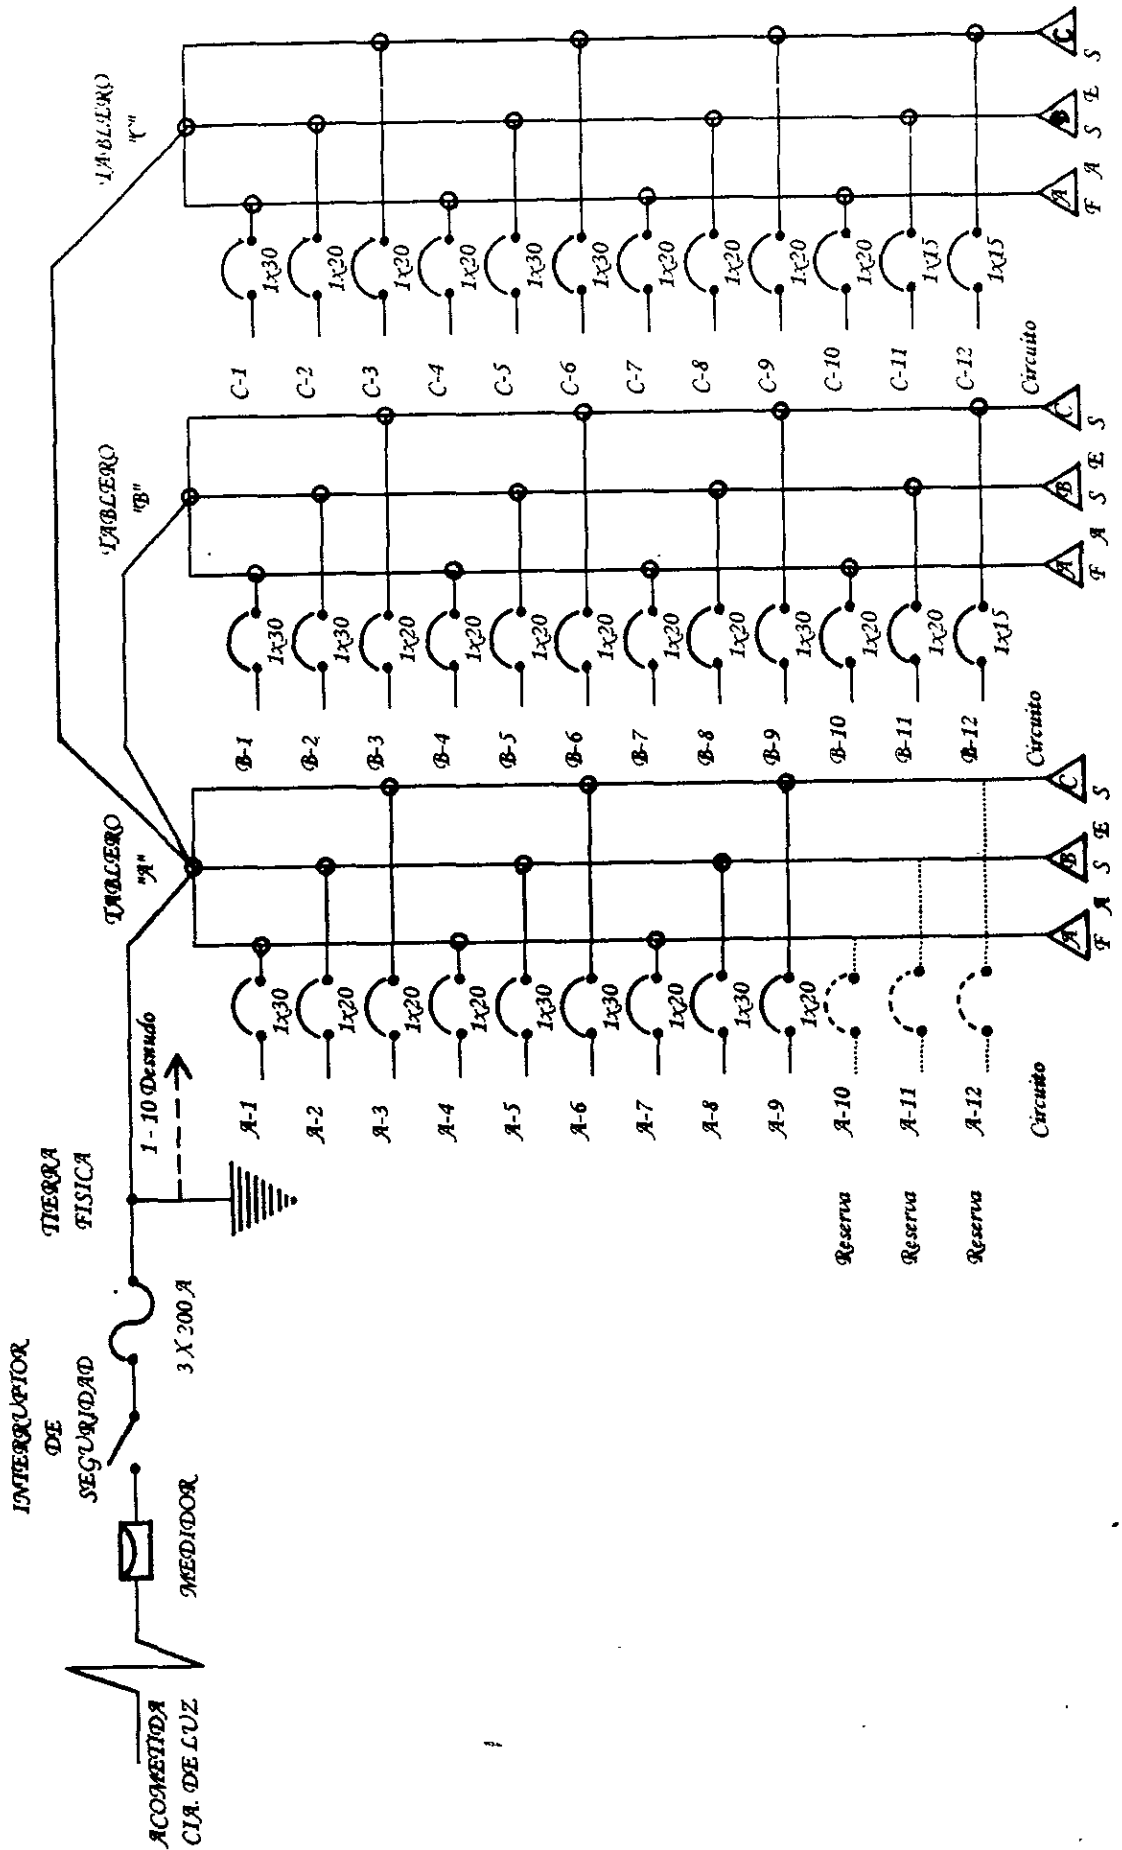 ACOMETIDA
CIA. DE LUZ
MEDIDOR
INTERRUPTOR
DE
SEGURIDAD
3 X 200 A
TIERRA
FISICA
1 - 10 Desnudo
TABLERO
"A"
A-1 1x30
A-2 1x20
A-3 1x20
A-4 1x20
A-5 1x30
A-6 1x30
A-7 1x20
A-8 1x30
A-9 1x20
Reserva A-10
Reserva A-11
Reserva A-12
Circuito
A B C
F A S E S
TABLERO
"B"
B-1 1x30
B-2 1x30
B-3 1x20
B-4 1x20
B-5 1x20
B-6 1x20
B-7 1x20
B-8 1x20
B-9 1x30
B-10 1x20
B-11 1x20
B-12 1x15
Circuito
A B C
F A S E S
TABLERO
"C"
C-1 1x30
C-2 1x20
C-3 1x20
C-4 1x20
C-5 1x30
C-6 1x30
C-7 1x20
C-8 1x20
C-9 1x20
C-10 1x20
C-11 1x15
C-12 1x15
Circuito
A B C
F A S E S